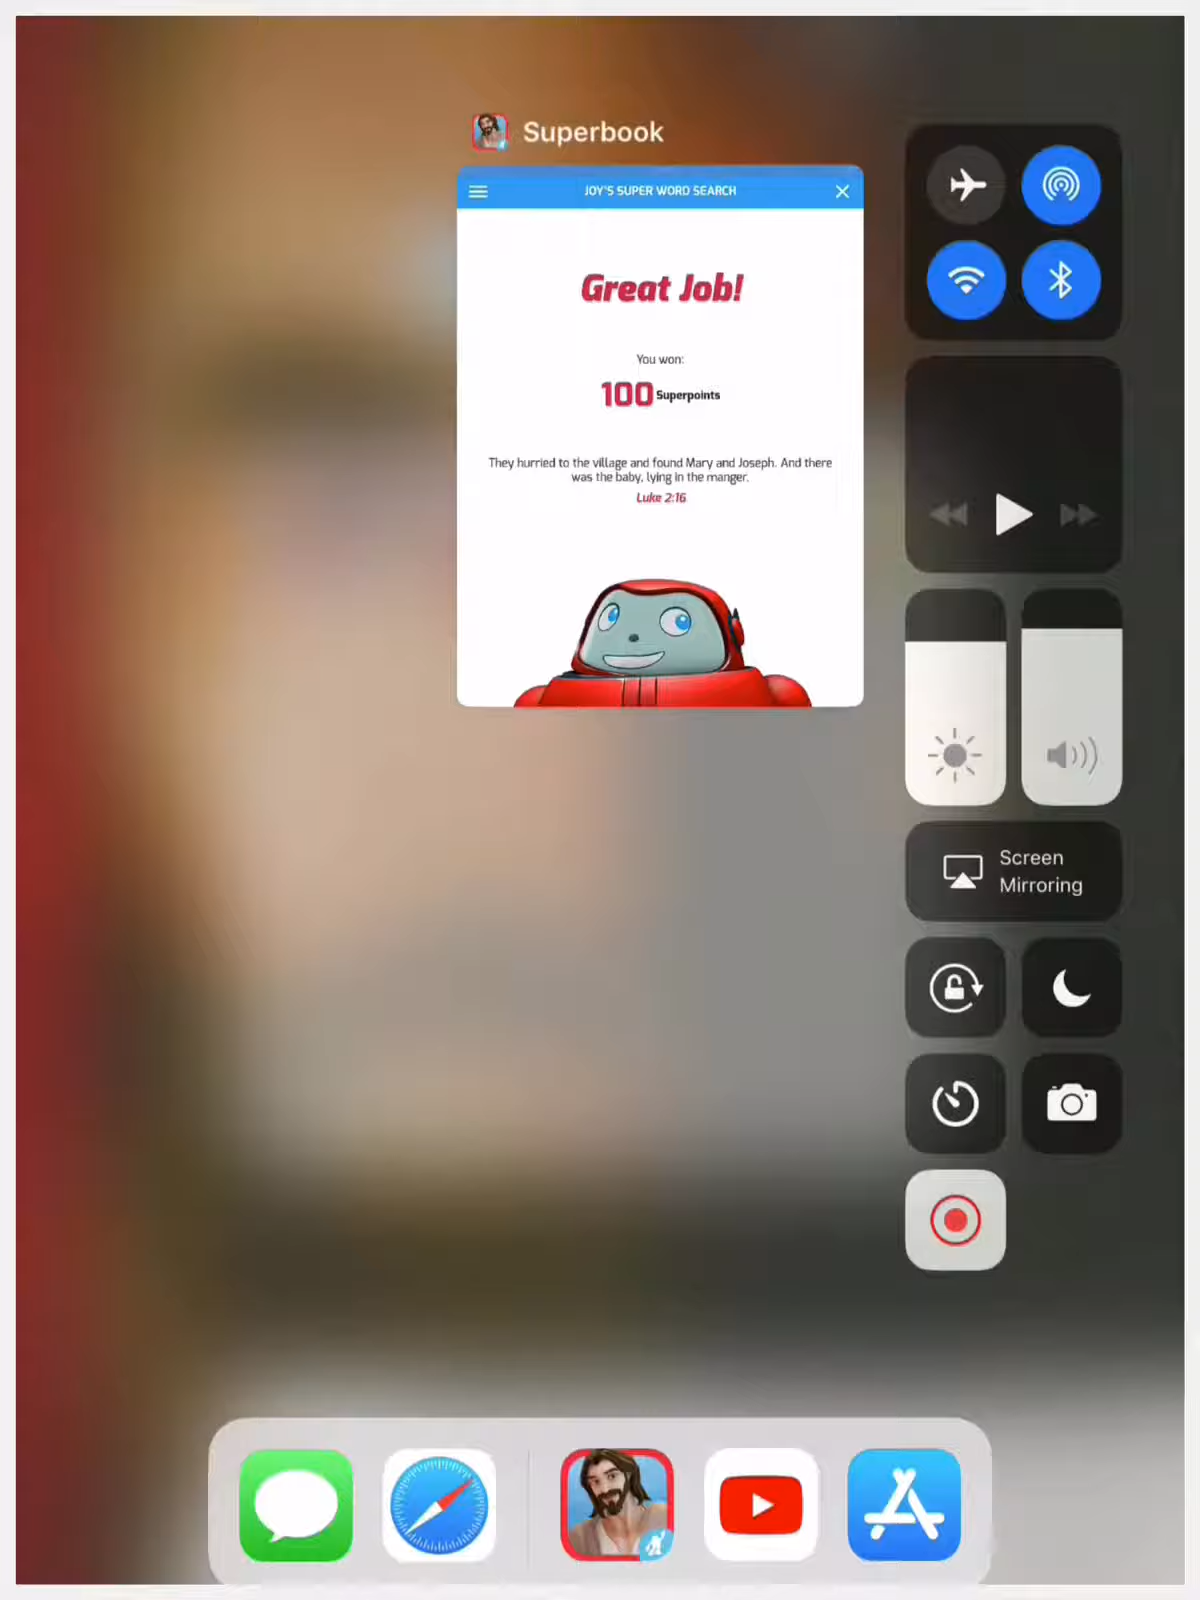 Superbook
JOY'S SUPER WORD SEARCH
Great Job!
You won:
100 Superpoints
They hurried to the village and found Mary and Joseph. And there
was the baby, lying in the manger.
Luke 2:16
Screen
Mirroring